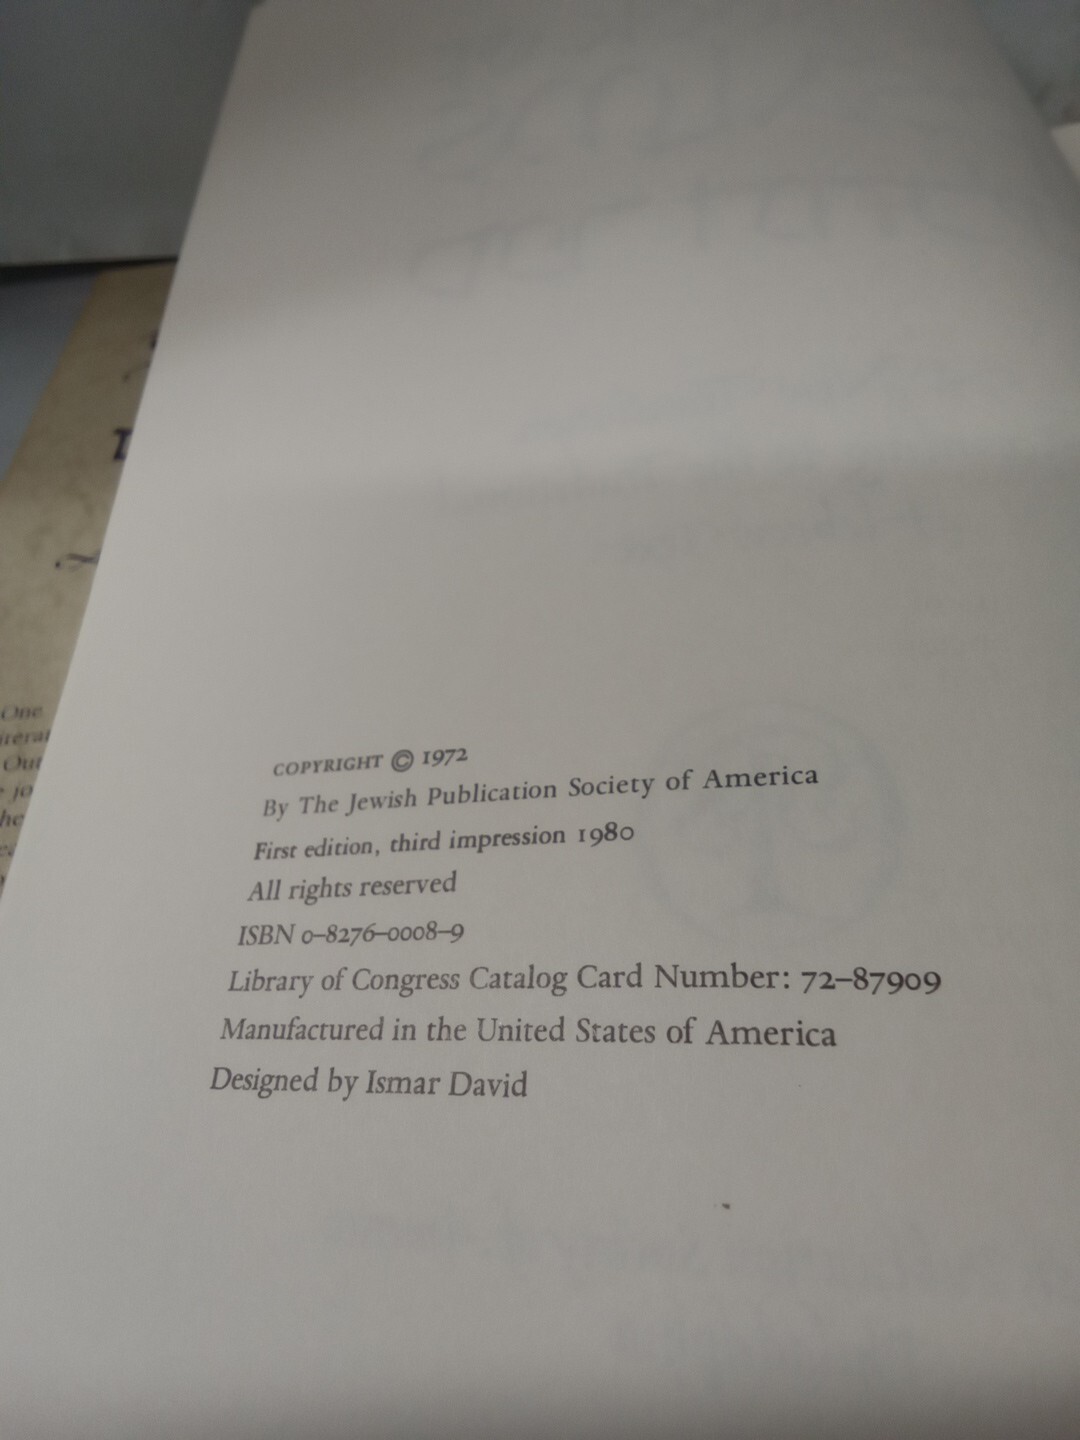 COPYRIGHT © 1972
By The Jewish Publication Society of America
First edition, third impression 1980
All rights reserved
ISBN 0-8276-0008-9
Library of Congress Catalog Card Number: 72-87909
Manufactured in the United States of America
Designed by Ismar David
One
Out